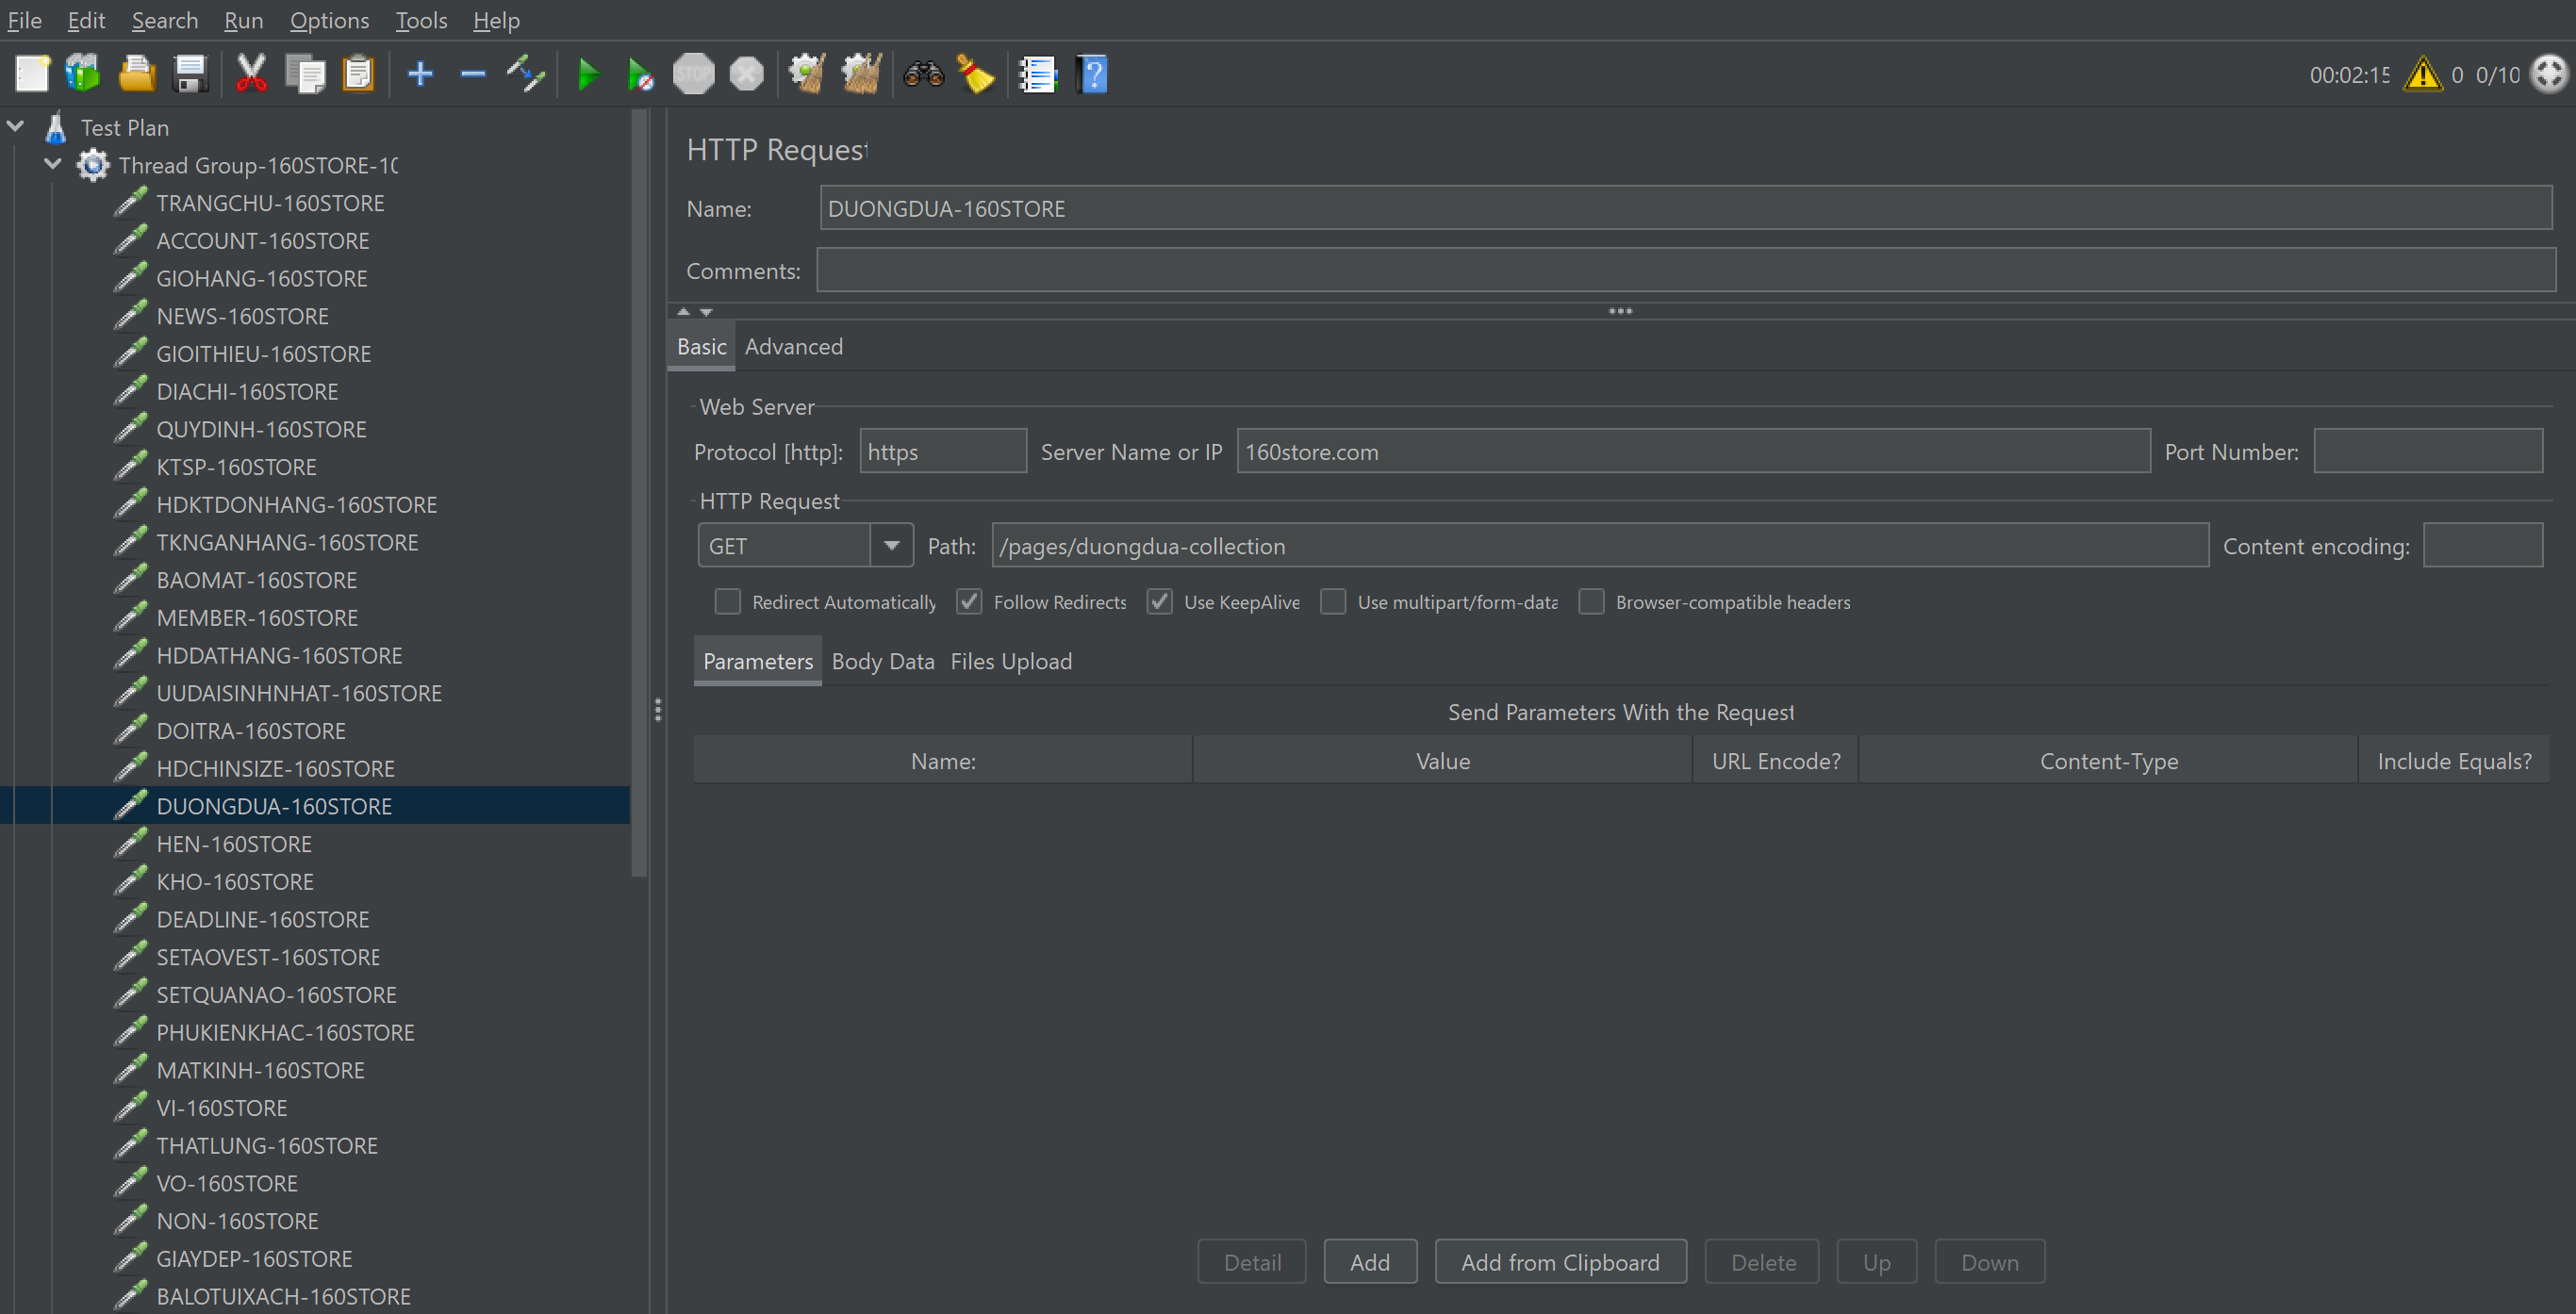 File Edit Search Run Options Tools Help
STOP
00:02:15 0 0/10
Test Plan
Thread Group-160STORE-10
TRANGCHU-160STORE
ACCOUNT-160STORE
GIOHANG-160STORE
NEWS-160STORE
GIOITHIEU-160STORE
DIACHI-160STORE
QUYDINH-160STORE
KTSP-160STORE
HDKTDONHANG-160STORE
TKNGANHANG-160STORE
BAOMAT-160STORE
MEMBER-160STORE
HDDATHANG-160STORE
UUDAISINHNHAT-160STORE
DOITRA-160STORE
HDCHINSIZE-160STORE
DUONGDUA-160STORE
HEN-160STORE
KHO-160STORE
DEADLINE-160STORE
SETAOVEST-160STORE
SETQUANAO-160STORE
PHUKIENKHAC-160STORE
MATKINH-160STORE
VI-160STORE
THATLUNG-160STORE
VO-160STORE
NON-160STORE
GIAYDEP-160STORE
BALOTUIXACH-160STORE
HTTP Request
Name: DUONGDUA-160STORE
Comments:
Basic Advanced
Web Server
Protocol [http]: https Server Name or IP 160store.com Port Number:
HTTP Request
GET Path: /pages/duongdua-collection Content encoding:
Redirect Automatically Follow Redirects Use KeepAlive Use multipart/form-data Browser-compatible headers
Parameters Body Data Files Upload
Send Parameters With the Request
Name: Value URL Encode? Content-Type Include Equals?
Detail Add Add from Clipboard Delete Up Down